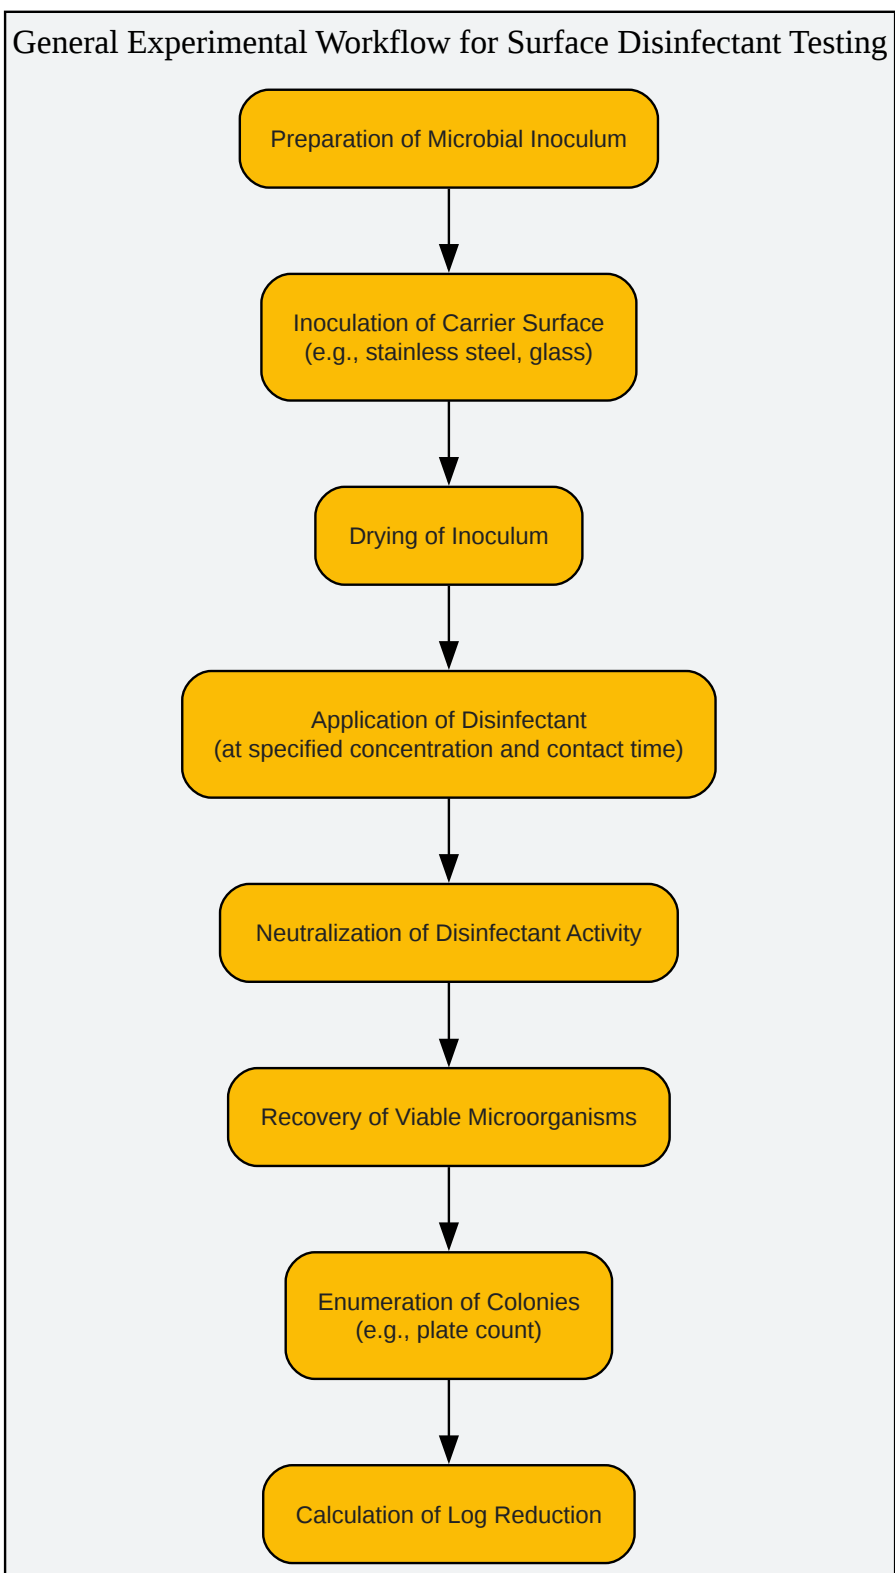 General Experimental Workflow for Surface Disinfectant Testing
Preparation of Microbial Inoculum
Inoculation of Carrier Surface
(e.g., stainless steel, glass)
Drying of Inoculum
Application of Disinfectant
(at specified concentration and contact time)
Neutralization of Disinfectant Activity
Recovery of Viable Microorganisms
Enumeration of Colonies
(e.g., plate count)
Calculation of Log Reduction